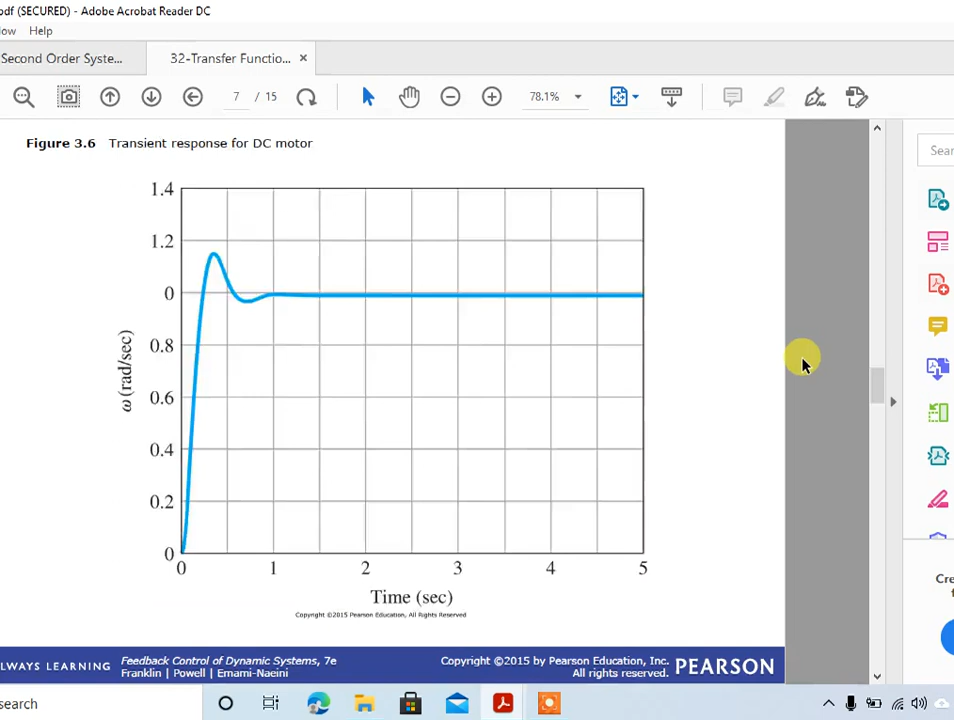 pdf (SECURED) - Adobe Acrobat Reader DC
ow Help
Second Order Syste... 32-Transfer Functio... ×
7 / 15 78.1%
Figure 3.6 Transient response for DC motor
1.4
1.2
0
0.8
0.6
0.4
0.2
0
ω (rad/sec)
0 1 2 3 4 5
Time (sec)
Copyright ©2015 Pearson Education, All Rights Reserved
LWAYS LEARNING
Feedback Control of Dynamic Systems, 7e
Franklin | Powell | Emami-Naeini
Copyright ©2015 by Pearson Education, Inc.
All rights reserved.
PEARSON
Sear
Cre
f
search